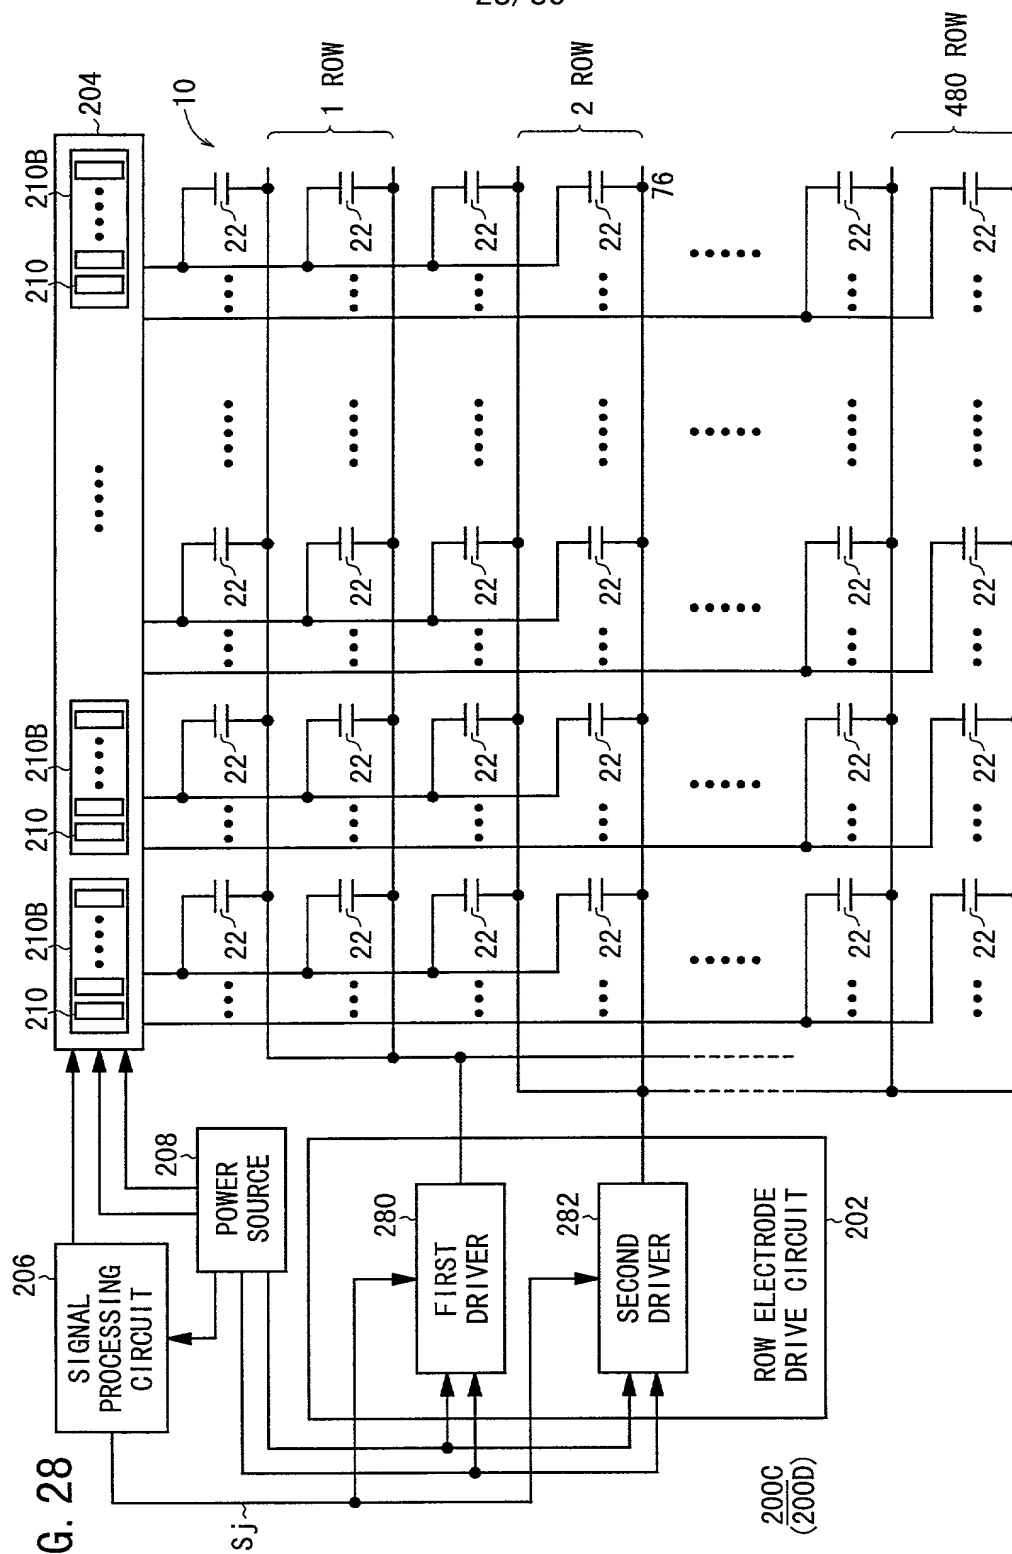 G. 28
206
210
210B
210
210B
210
210B
204
SIGNAL
PROCESSING
CIRCUIT
208
10
POWER
SOURCE
22
22
22
22
Sj
1 ROW
22
22
22
22
280
FIRST
DRIVER
22
22
22
22
282
2 ROW
22
22
22
22
SECOND
DRIVER
76
ROW ELECTRODE
DRIVE CIRCUIT
200C
(200D)
202
22
22
22
22
480 ROW
22
22
22
22